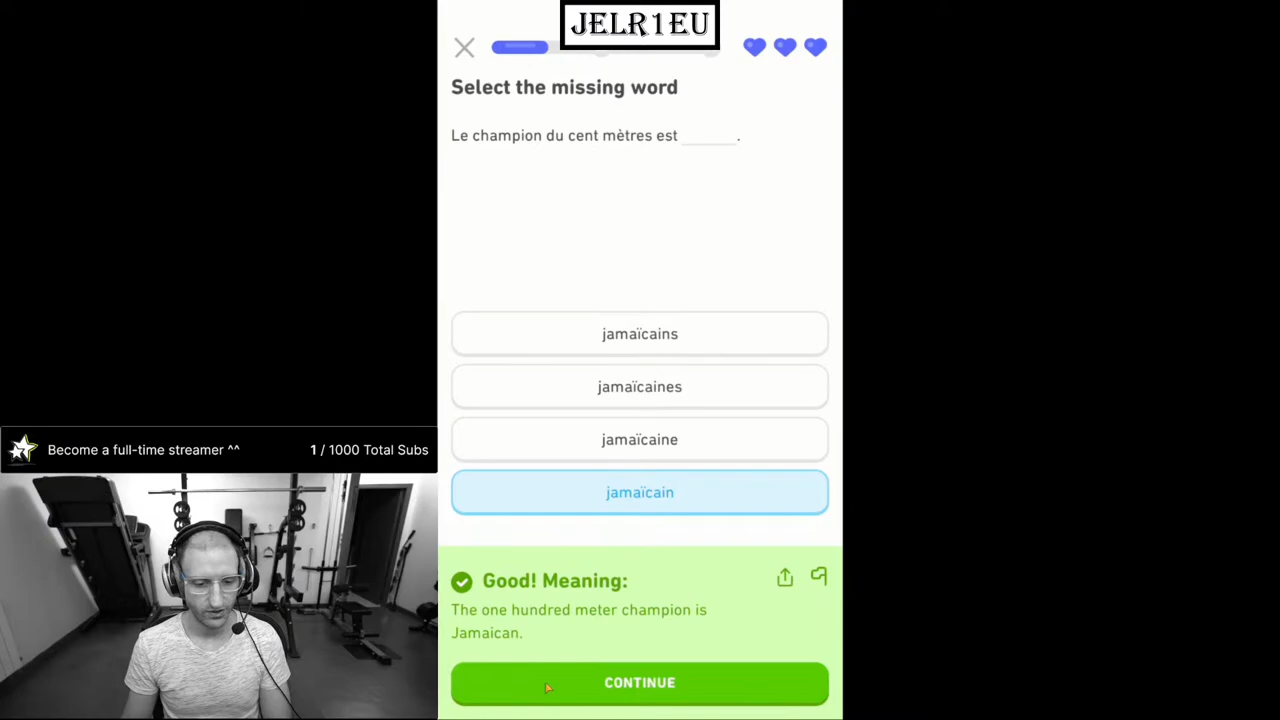 JELR1EU
Select the missing word
Le champion du cent mètres est ______.
jamaïcains
jamaïcaines
jamaïcaine
jamaïcain
Become a full-time streamer ^^ 1 / 1000 Total Subs
Good! Meaning:
The one hundred meter champion is
Jamaican.
CONTINUE